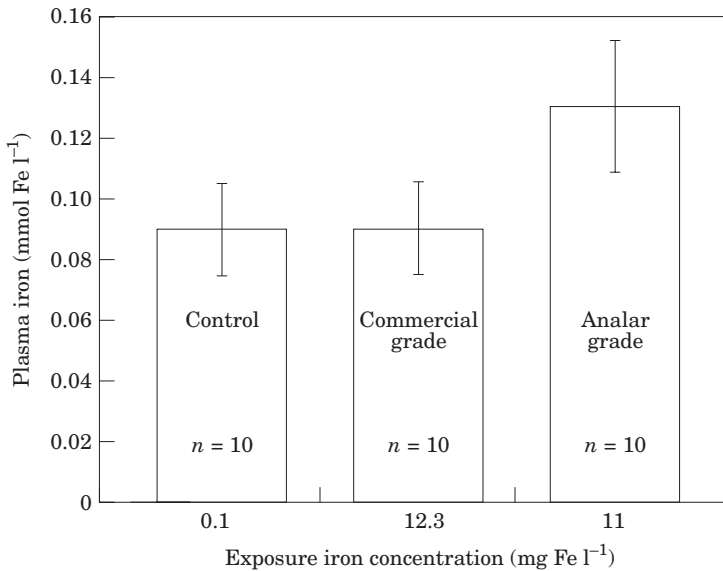 0.16
0.14
0.12
0.10
0.08
0.06
0.04
0.02
0
Plasma iron (mmol Fe l⁻¹)
Control
n = 10
Commercial
grade
n = 10
Analar
grade
n = 10
0.1
12.3
11
Exposure iron concentration (mg Fe l⁻¹)